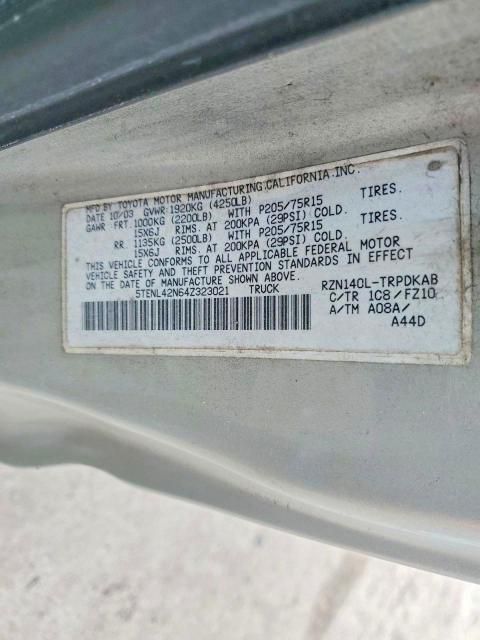 MFG BY TOYOTA MOTOR MANUFACTURING, CALIFORNIA, INC.
DATE 10/03 GVWR 1920KG (4250LB)
GAWR FRT. 1000KG (2200LB) WITH P205/75R15 TIRES.
15X6J RIMS. AT 200KPA (29PSI) COLD.
RR. 1135KG (2500LB) WITH P205/75R15 TIRES.
15X6J RIMS. AT 200KPA (29PSI) COLD.
THIS VEHICLE CONFORMS TO ALL APPLICABLE FEDERAL MOTOR
VEHICLE SAFETY AND THEFT PREVENTION STANDARDS IN EFFECT
ON THE DATE OF MANUFACTURE SHOWN ABOVE.
5TENL42N64Z323021 TRUCK RZN140L-TRPDKAB
C/TR 1C8/FZ10
A/TM A08A/
A44D